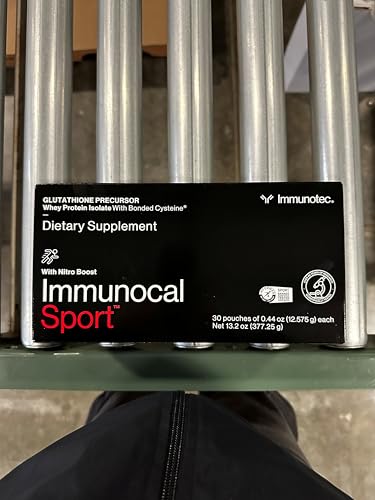 GLUTATHIONE PRECURSOR
Whey Protein Isolate With Bonded Cysteine®
Dietary Supplement
Immunotec®
With Nitro Boost
Immunocal
Sport™
30 pouches of 0.44 oz (12.575 g) each
Net 13.2 oz (377.25 g)